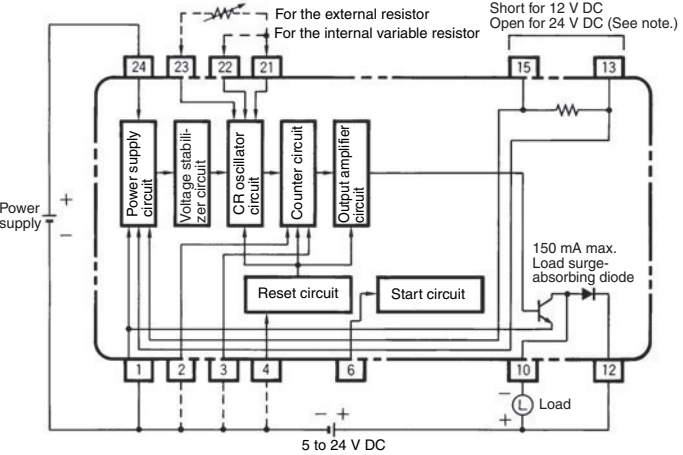 For the external resistor
For the internal variable resistor
Short for 12 V DC
Open for 24 V DC (See note.)
24
23
22
21
15
13
Power supply
circuit
Voltage stabili-
zer circuit
CR oscillator
circuit
Counter circuit
Output amplifier
circuit
Power
supply
+
−
150 mA max.
Load surge-
absorbing diode
Reset circuit
Start circuit
1
2
3
4
6
10
12
−
L
Load
+
− +
5 to 24 V DC